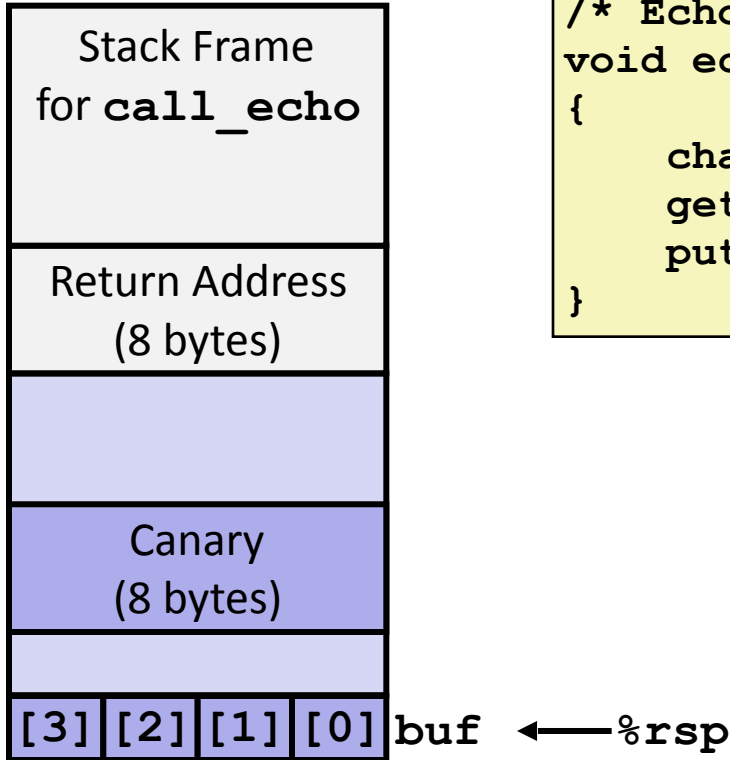 Stack Frame
for call_echo
Return Address
(8 bytes)
Canary
(8 bytes)
[3] [2] [1] [0] buf %rsp
/* Echo
void ec
{
cha
get
put
}